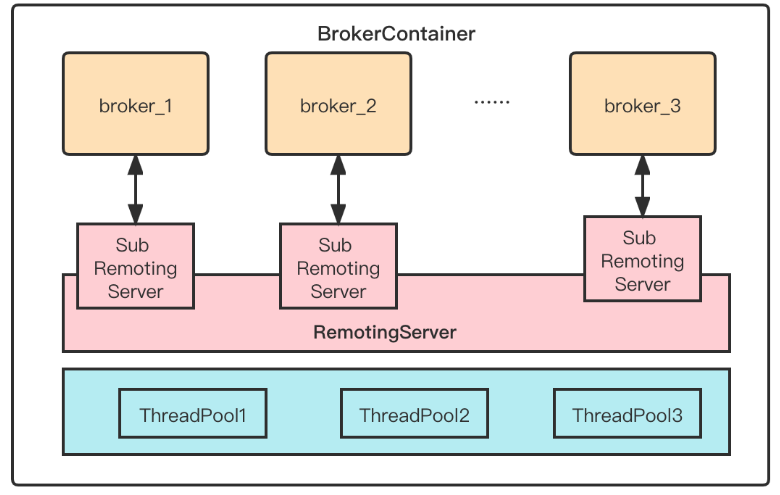 BrokerContainer
broker_1
broker_2
......
broker_3
Sub
Remoting
Server
Sub
Remoting
Server
Sub
Remoting
Server
RemotingServer
ThreadPool1
ThreadPool2
ThreadPool3